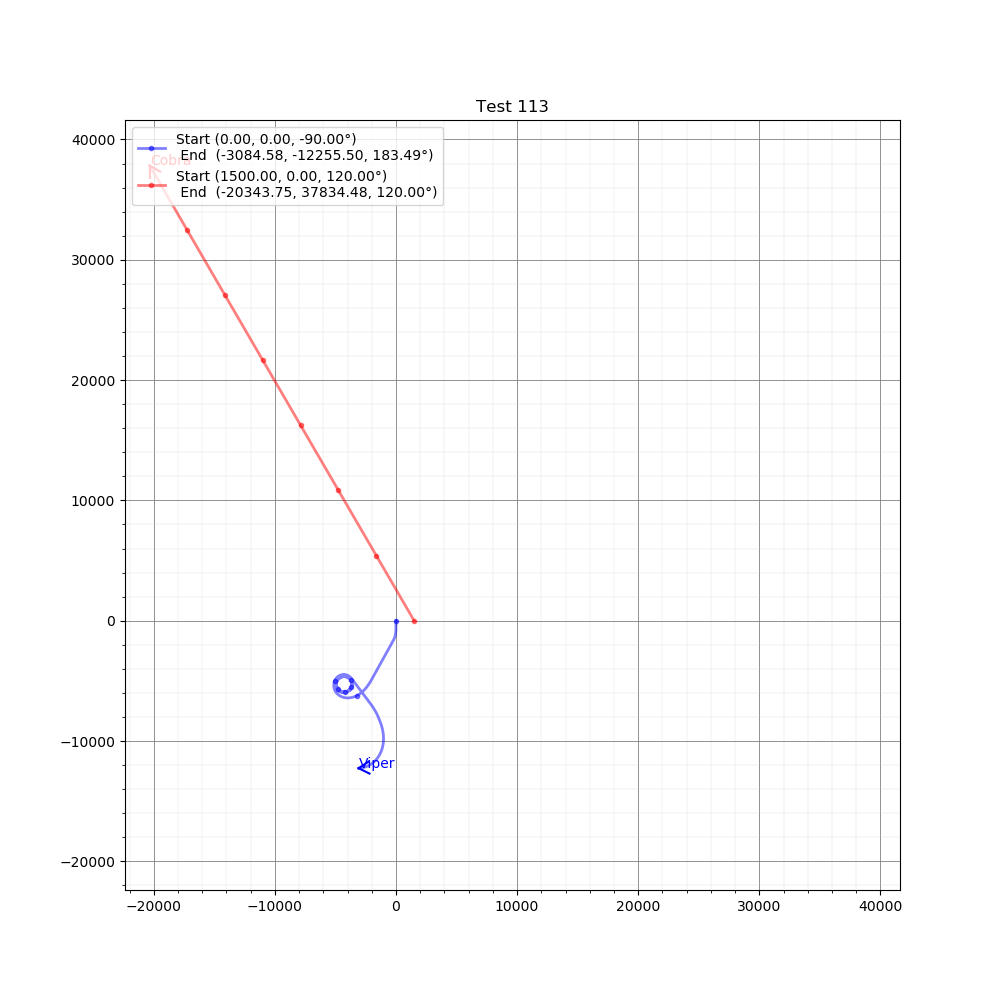 Test 113
Start (0.00, 0.00, -90.00°)
End  (-3084.58, -12255.50, 183.49°)
Start (1500.00, 0.00, 120.00°)
End  (-20343.75, 37834.48, 120.00°)
Cobra
Viper
40000
30000
20000
10000
0
−10000
−20000
−20000 −10000 0 10000 20000 30000 40000